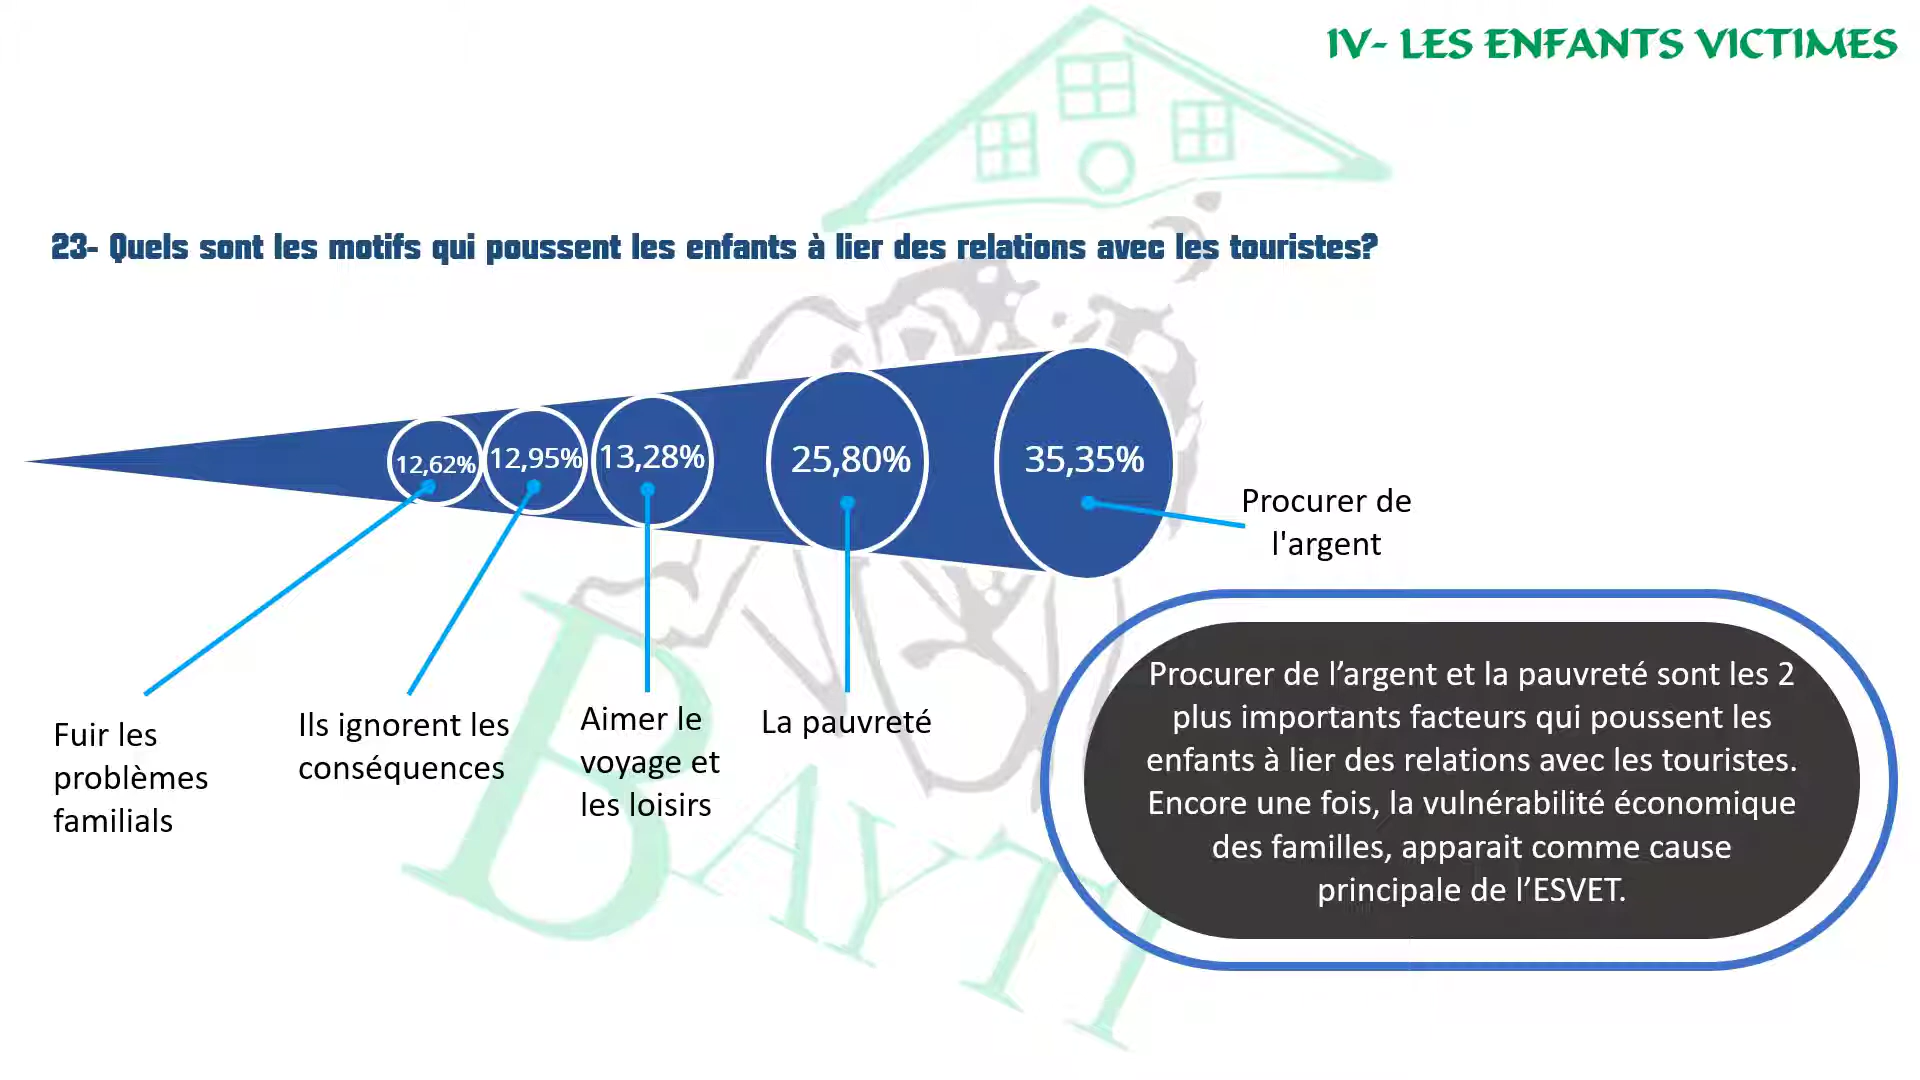 IV- LES ENFANTS VICTIMES
23- Quels sont les motifs qui poussent les enfants à lier des relations avec les touristes?
12,62%
12,95%
13,28%
25,80%
35,35%
Procurer de
l'argent
Fuir les
problèmes
familials
Ils ignorent les
conséquences
Aimer le
voyage et
les loisirs
La pauvreté
Procurer de l’argent et la pauvreté sont les 2
plus importants facteurs qui poussent les
enfants à lier des relations avec les touristes.
Encore une fois, la vulnérabilité économique
des familles, apparait comme cause
principale de l’ESVET.
BAYTI